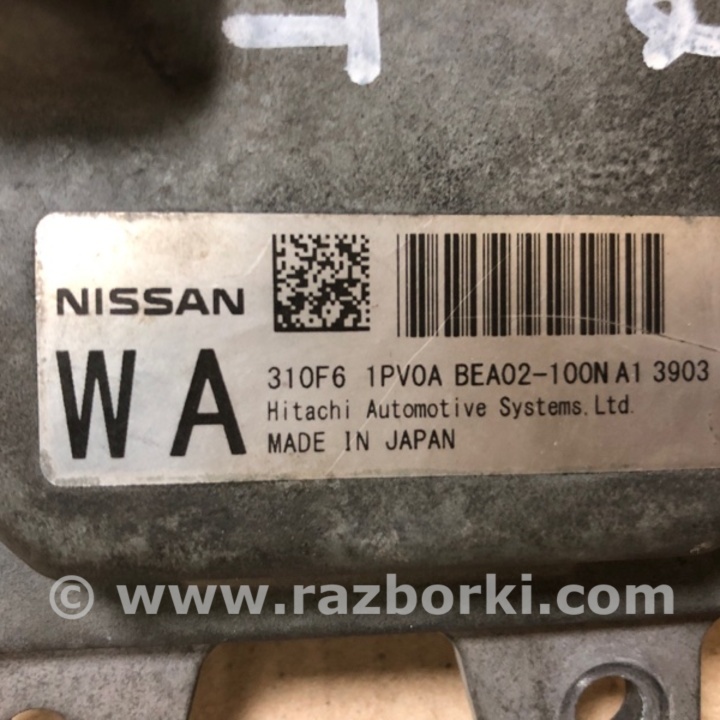 T
NISSAN
WA
310F6 1PV0A BEA02-100N A1 3903
Hitachi Automotive Systems, Ltd.
MADE IN JAPAN
© www.razborki.com